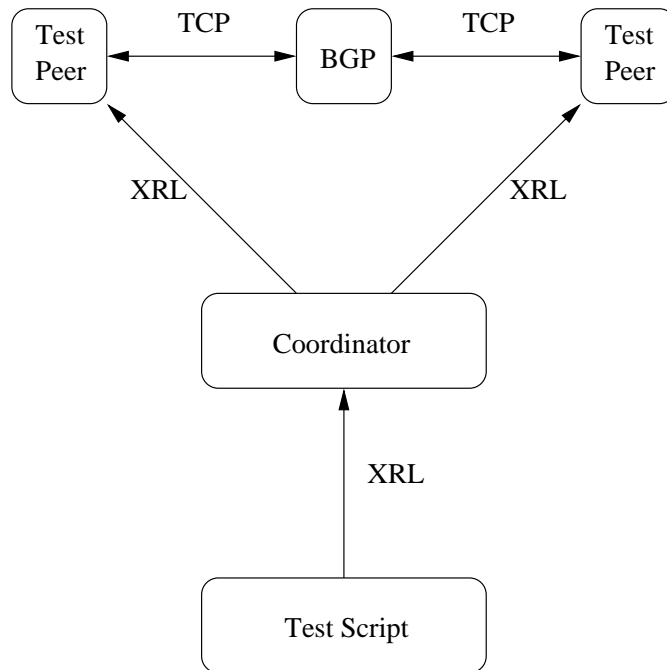 Test
Peer
TCP
BGP
TCP
Test
Peer
XRL
XRL
Coordinator
XRL
Test Script